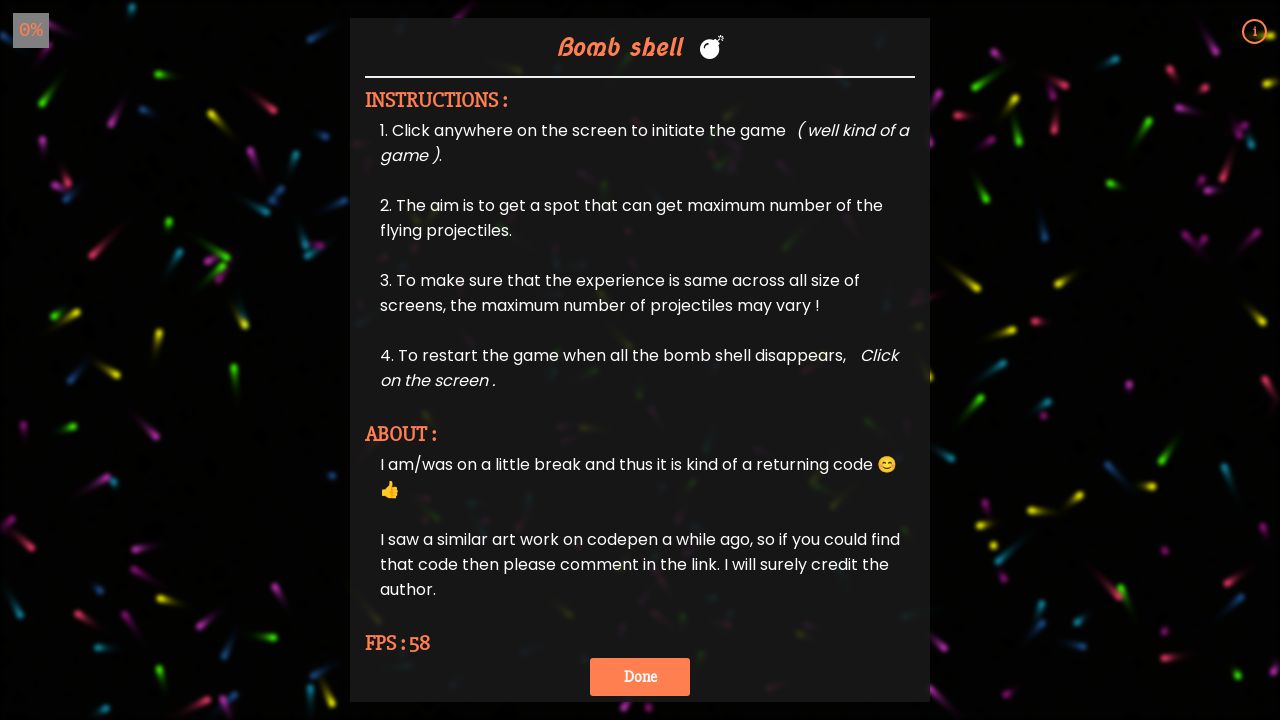 0%
i
Bomb shell 💣
INSTRUCTIONS :
1. Click anywhere on the screen to initiate the game ( well kind of a
game ).
2. The aim is to get a spot that can get maximum number of the
flying projectiles.
3. To make sure that the experience is same across all size of
screens, the maximum number of projectiles may vary !
4. To restart the game when all the bomb shell disappears, Click
on the screen .
ABOUT :
I am/was on a little break and thus it is kind of a returning code 😊
👍
I saw a similar art work on codepen a while ago, so if you could find
that code then please comment in the link. I will surely credit the
author.
FPS : 58
Done